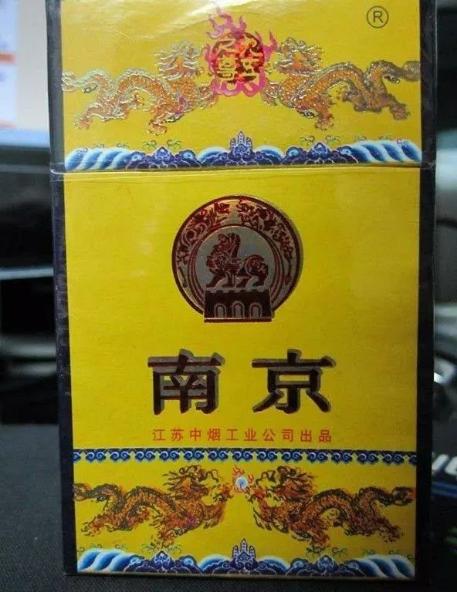 九五
之尊
®
南京
江苏中烟工业公司出品